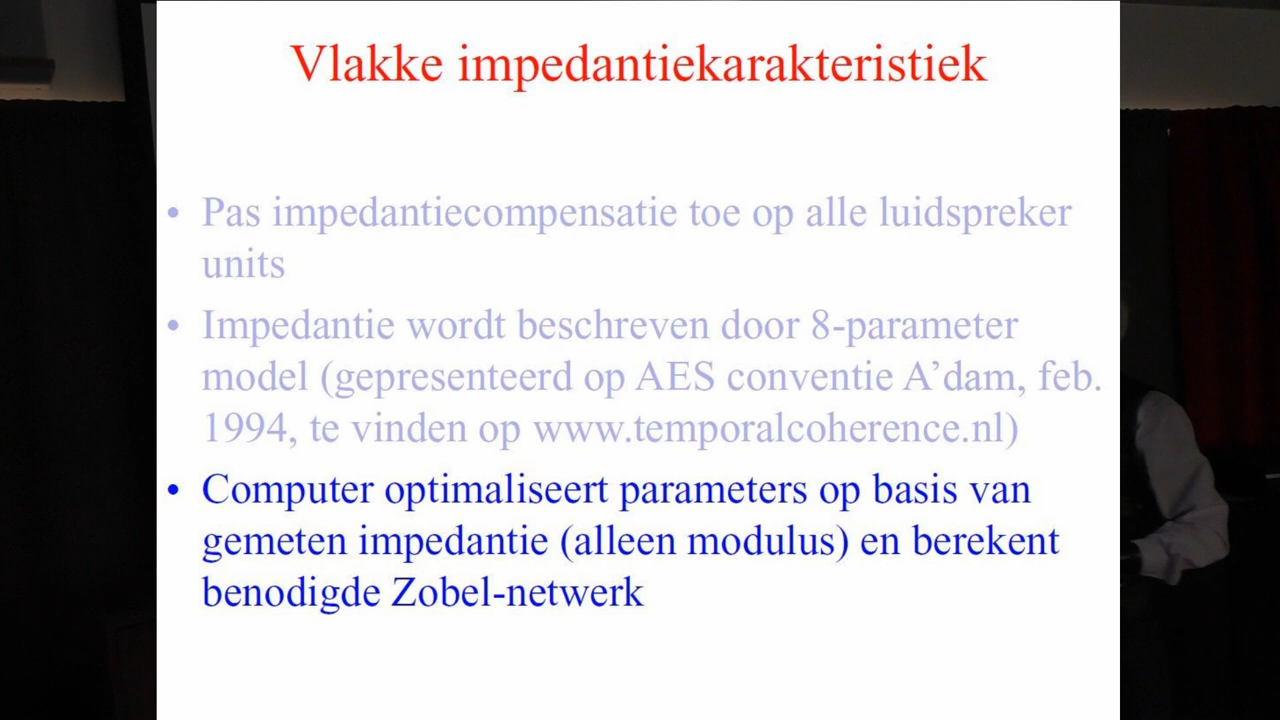 Vlakke impedantiekarakteristiek
• Pas impedantiecompensatie toe op alle luidspreker
units
• Impedantie wordt beschreven door 8-parameter
model (gepresenteerd op AES conventie A’dam, feb.
1994, te vinden op www.temporalcoherence.nl)
• Computer optimaliseert parameters op basis van
gemeten impedantie (alleen modulus) en berekent
benodigde Zobel-netwerk